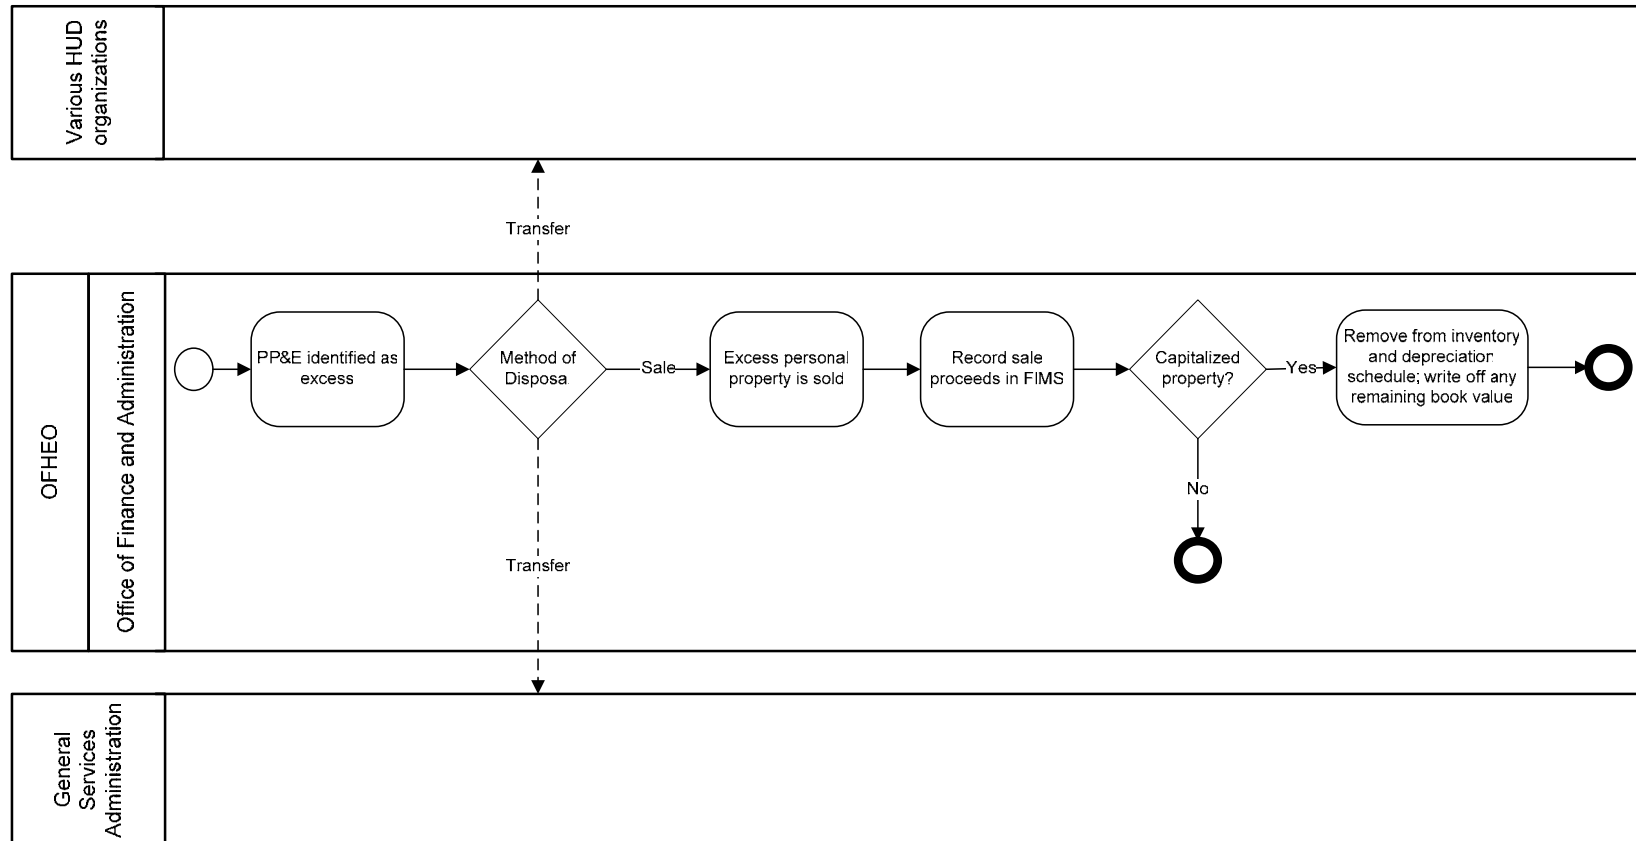 Various HUD
organizations
Transfer
OFHEO
Office of Finance and Administration
PP&E identified as
excess
Method of
Disposa
Sale
Excess personal
property is sold
Record sale
proceeds in FIMS
Capitalized
property?
Yes
Remove from inventory
and depreciation
schedule; write off any
remaining book value
No
Transfer
General
Services
Administration